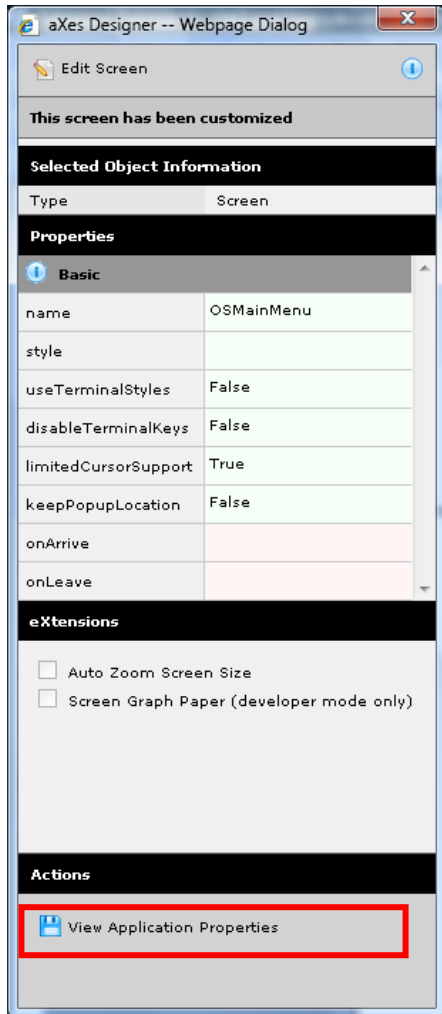 aXes Designer -- Webpage Dialog
Edit Screen
This screen has been customized
Selected Object Information
Type Screen
Properties
Basic
name OSMainMenu
style
useTerminalStyles False
disableTerminalKeys False
limitedCursorSupport True
keepPopupLocation False
onArrive
onLeave
eXtensions
Auto Zoom Screen Size
Screen Graph Paper (developer mode only)
Actions
View Application Properties